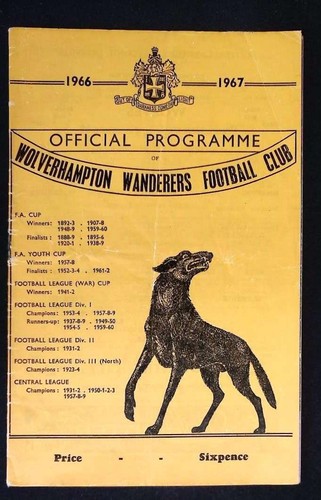 1966
1967
OUT OF DARKNESS COMETH LIGHT
OFFICIAL PROGRAMME
OF
WOLVERHAMPTON WANDERERS FOOTBALL CLUB
F.A. CUP
Winners: 1892-3 . 1907-8
1948-9 . 1959-60
Finalists : 1888-9 . 1895-6
1920-1 . 1938-9
F.A. YOUTH CUP
Winners: 1957-8
Finalists : 1952-3-4 . 1961-2
FOOTBALL LEAGUE (WAR) CUP
Winners: 1941-2
FOOTBALL LEAGUE Div. I
Champions: 1953-4 . 1957-8-9
Runners-up: 1937-8-9 . 1949-50
1954-5 . 1959-60
FOOTBALL LEAGUE Div. II
Champions : 1931-2
FOOTBALL LEAGUE Div. III (North)
Champions : 1923-4
CENTRAL LEAGUE
Champions : 1931-2 . 1950-1-2-3
1957-8-9
Price - - Sixpence